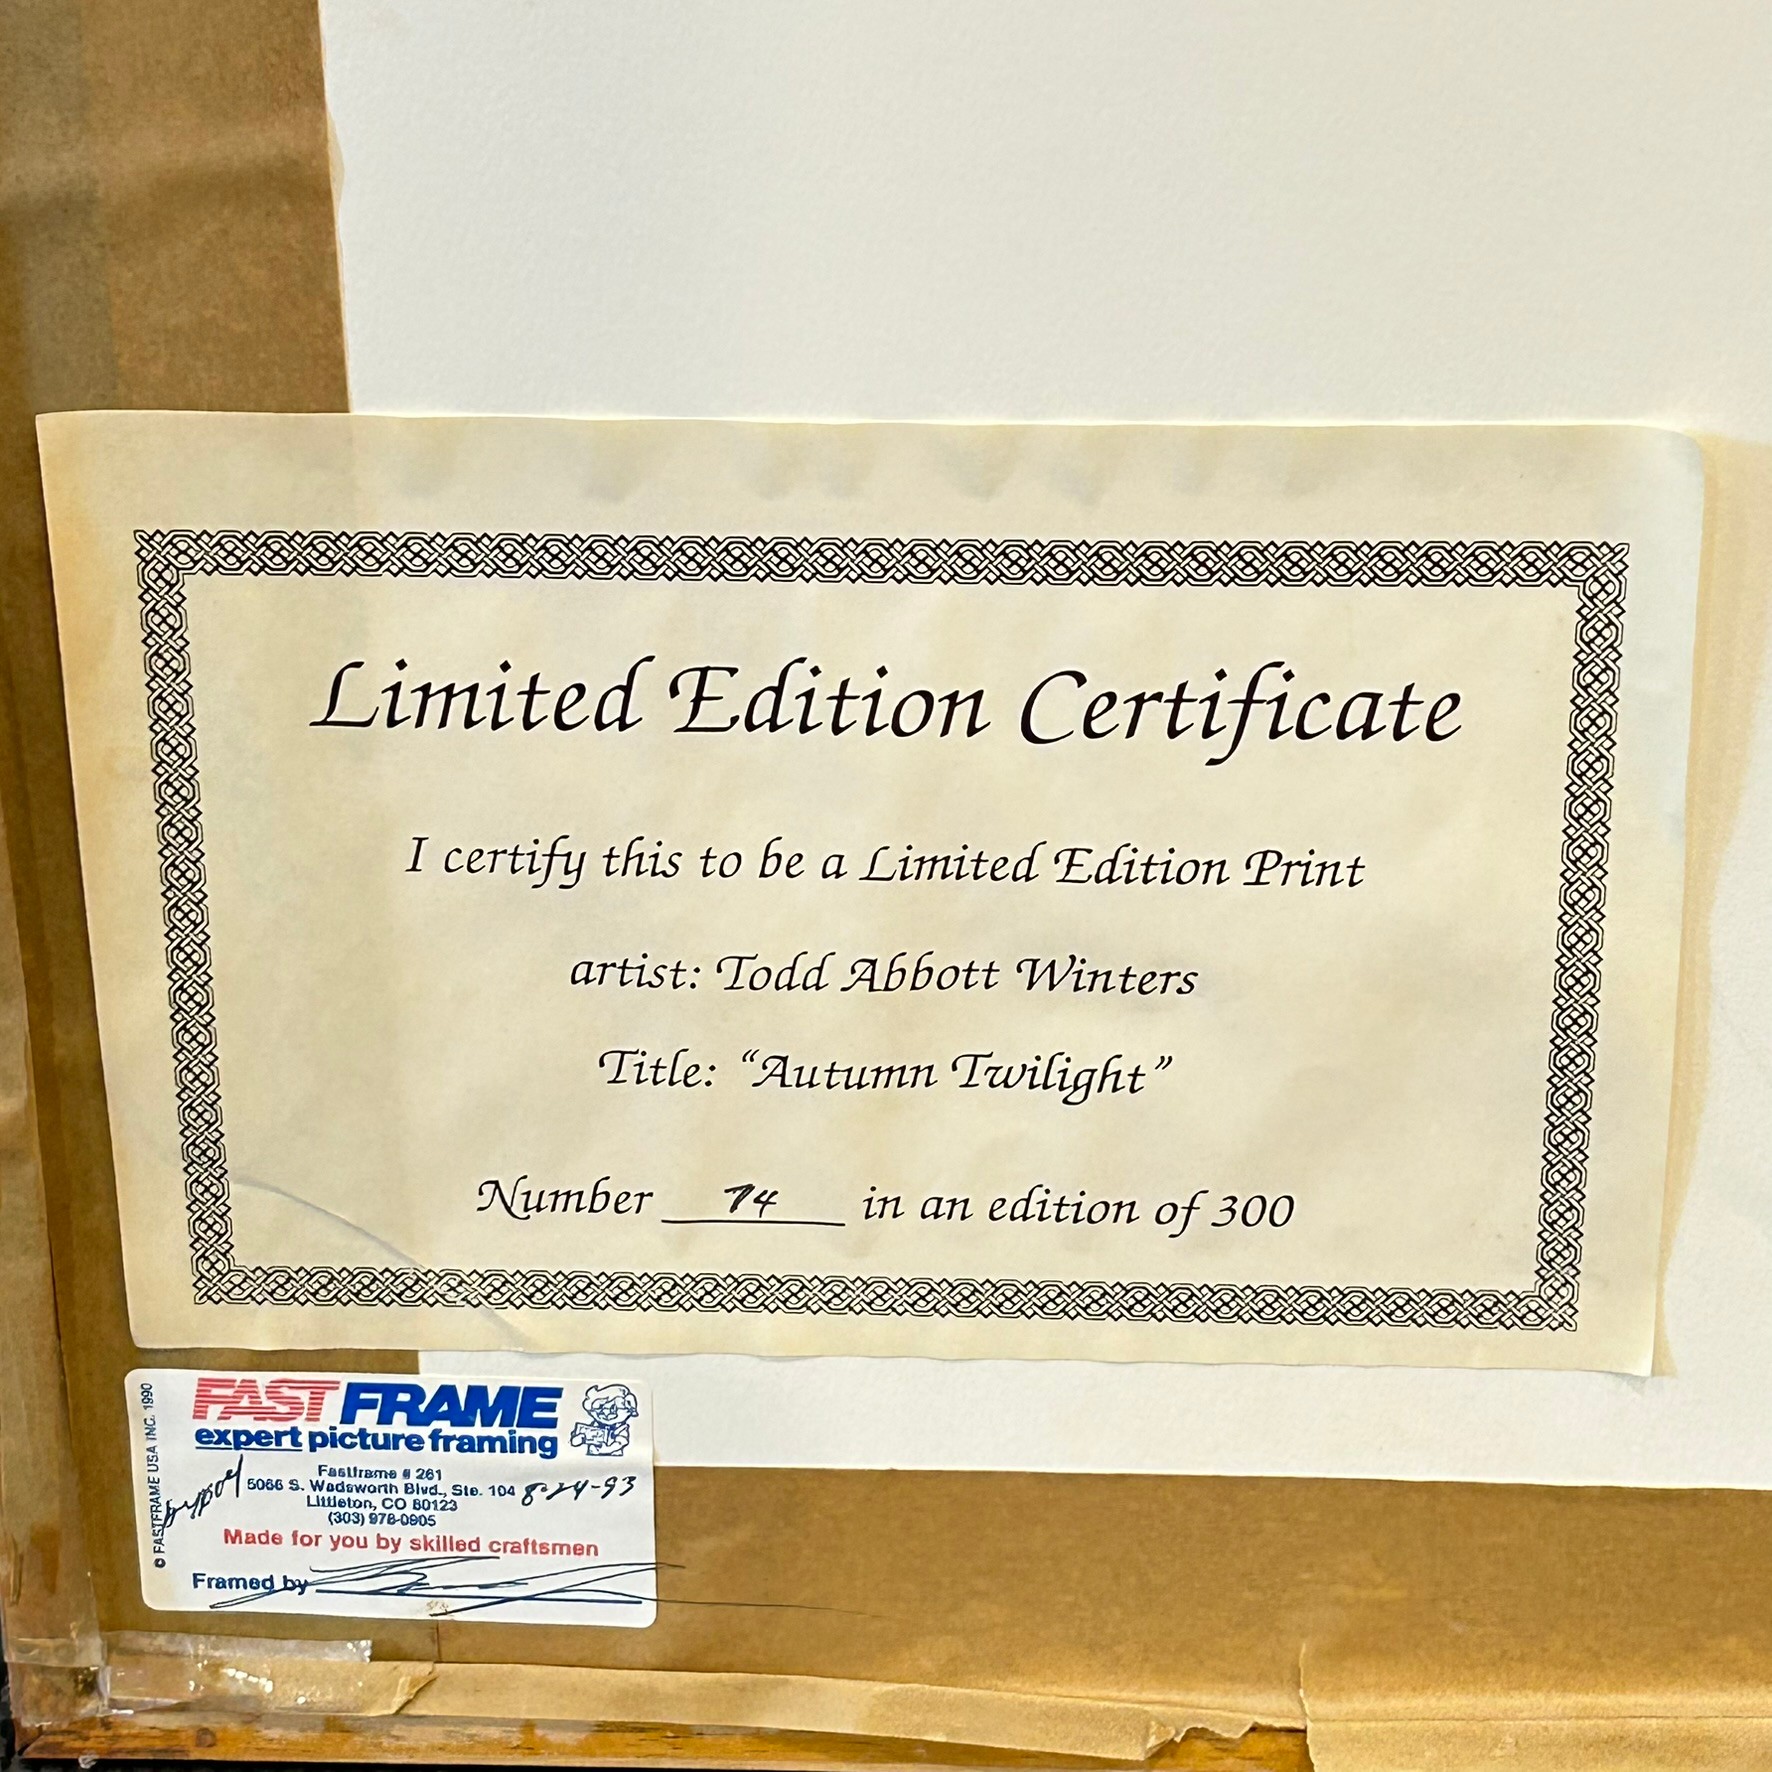 Limited Edition Certificate
I certify this to be a Limited Edition Print
artist: Todd Abbott Winters
Title: “Autumn Twilight”
Number 74 in an edition of 300
FASTFRAME
expert picture framing
© FASTFRAME USA INC. 1990
Fastframe # 261
5066 S. Wadsworth Blvd., Ste. 104 8-24-93
Littleton, CO 80123
(303) 978-0905
Made for you by skilled craftsmen
Framed by